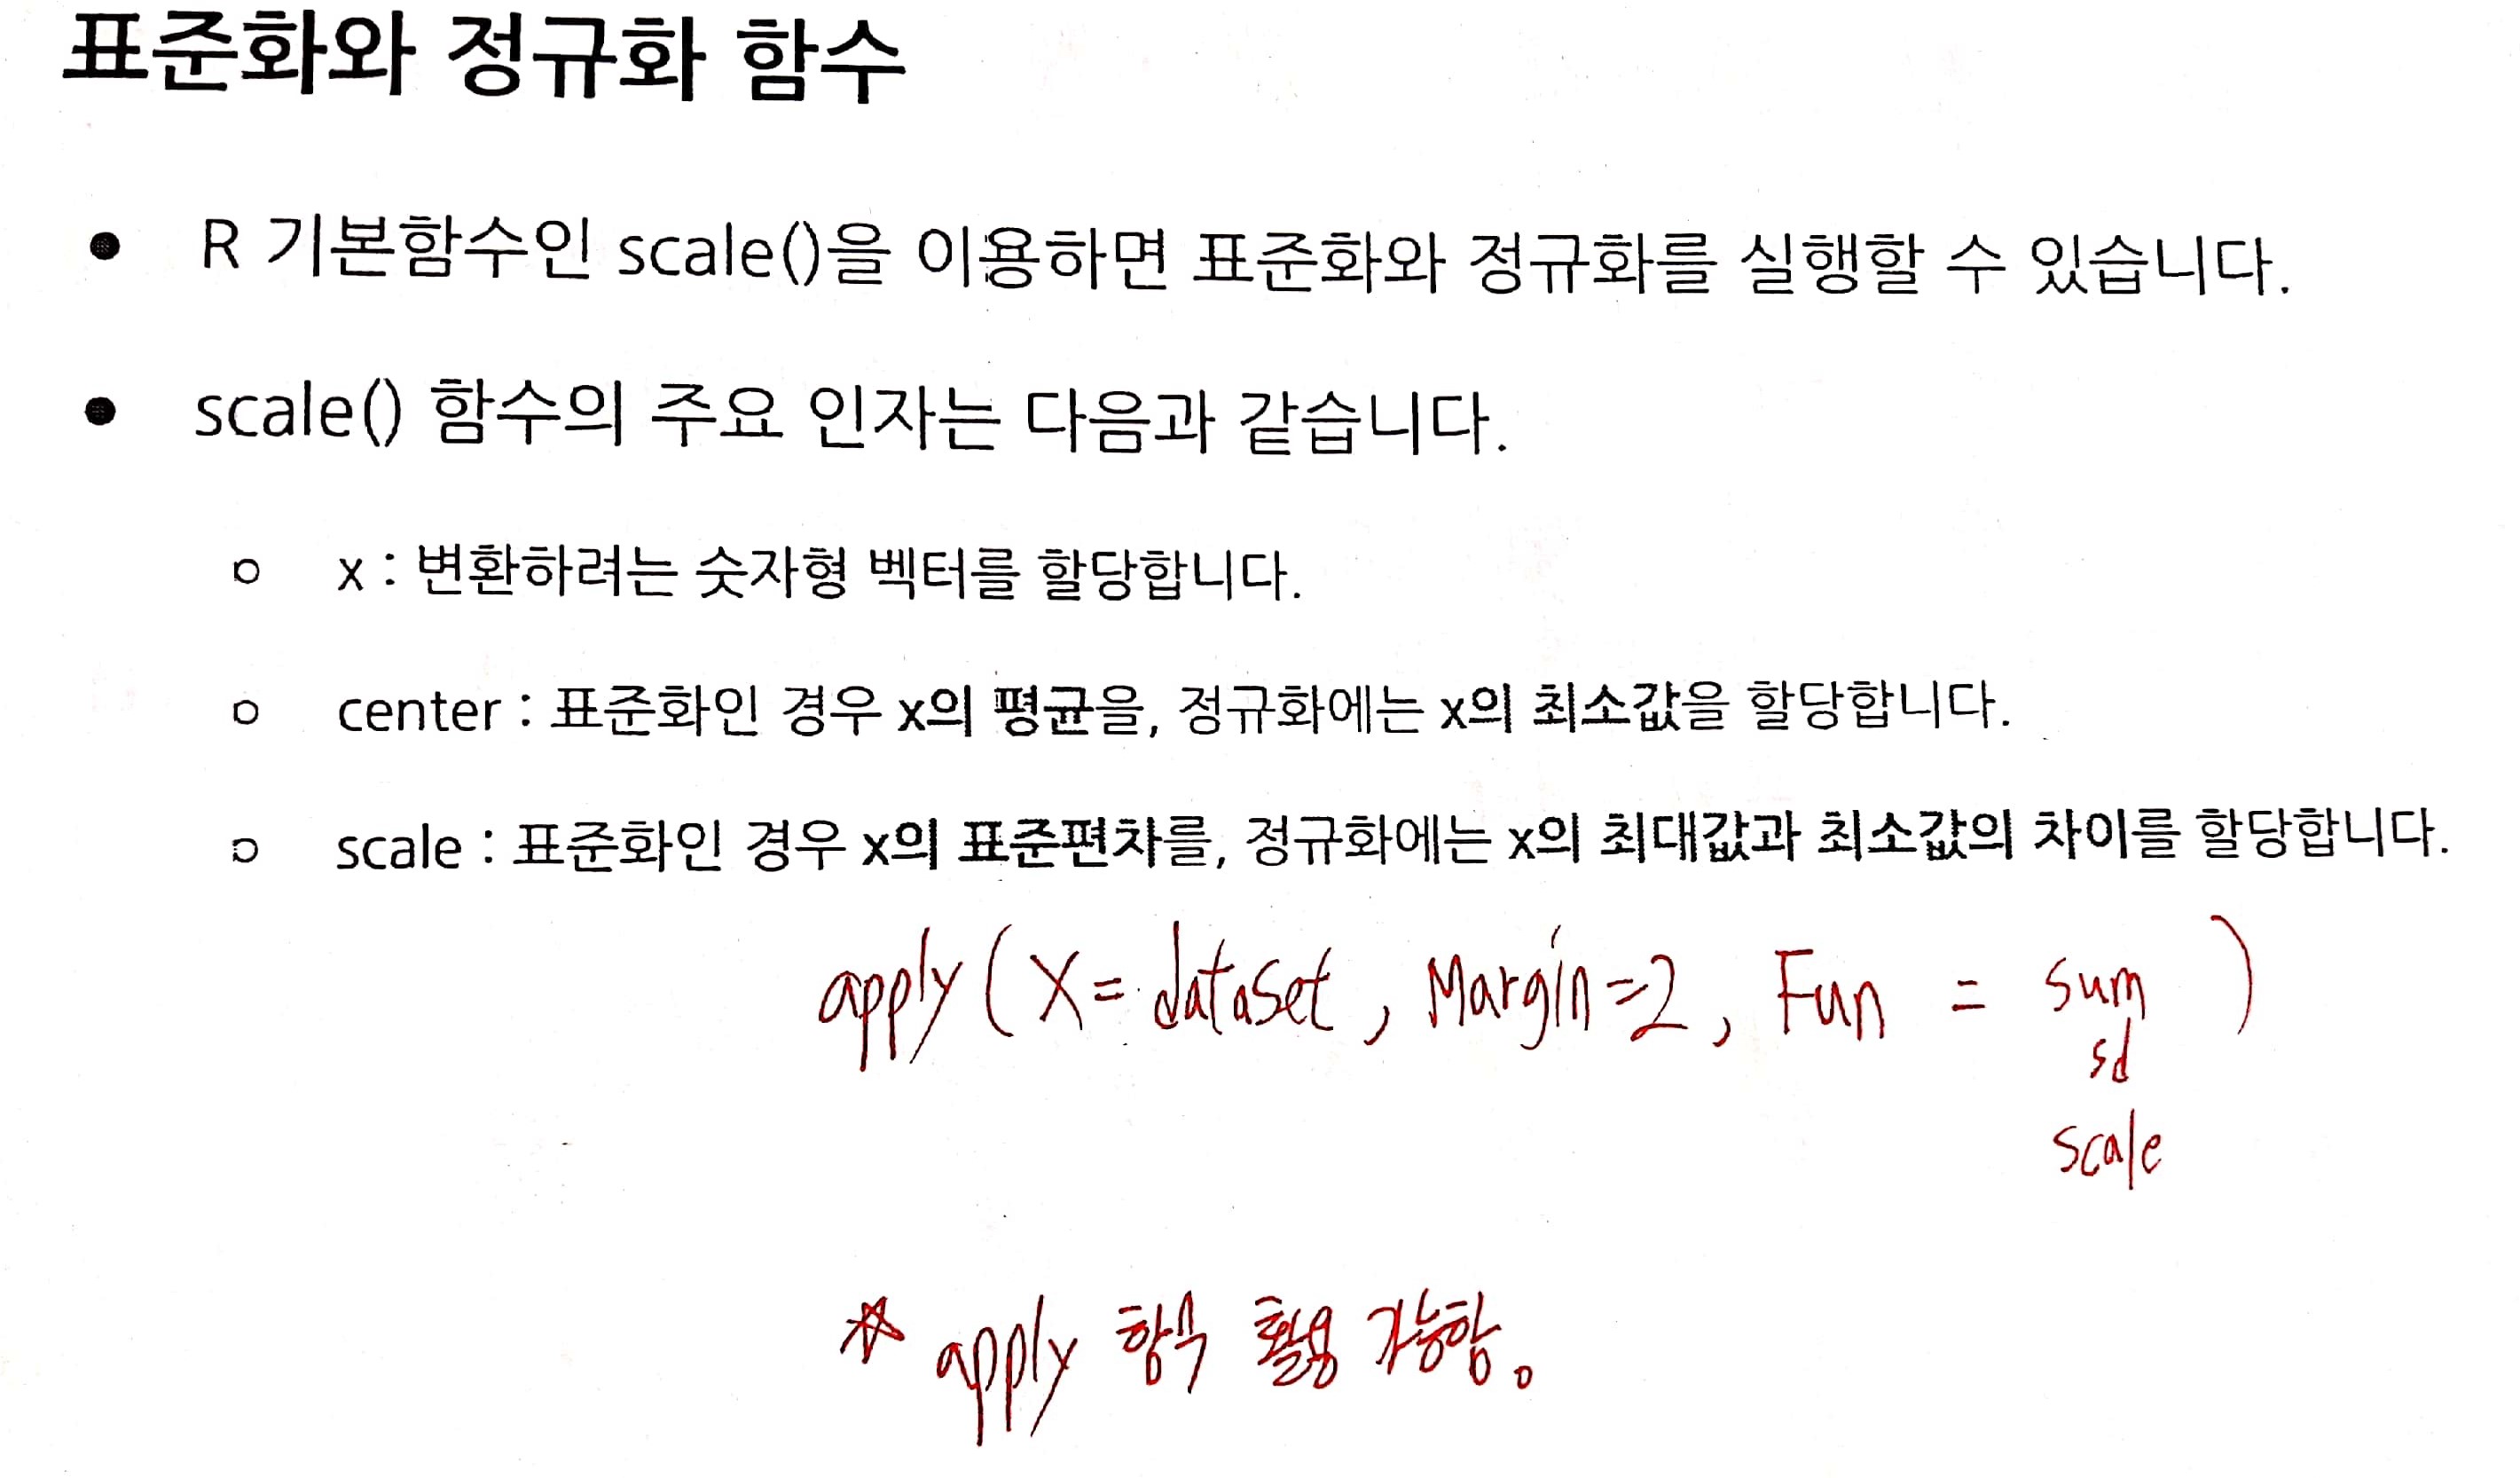 표준화와 정규화 함수
● R 기본함수인 scale()을 이용하면 표준화와 정규화를 실행할 수 있습니다.
● scale() 함수의 주요 인자는 다음과 같습니다.
○ x : 변환하려는 숫자형 벡터를 할당합니다.
○ center : 표준화인 경우 x의 평균을, 정규화에는 x의 최소값을 할당합니다.
○ scale : 표준화인 경우 x의 표준편차를, 정규화에는 x의 최대값과 최소값의 차이를 할당합니다.
apply ( X = dataset , Margin = 2 , Fun = sum )
sd
scale
☆ apply 함수 활용 가능함.